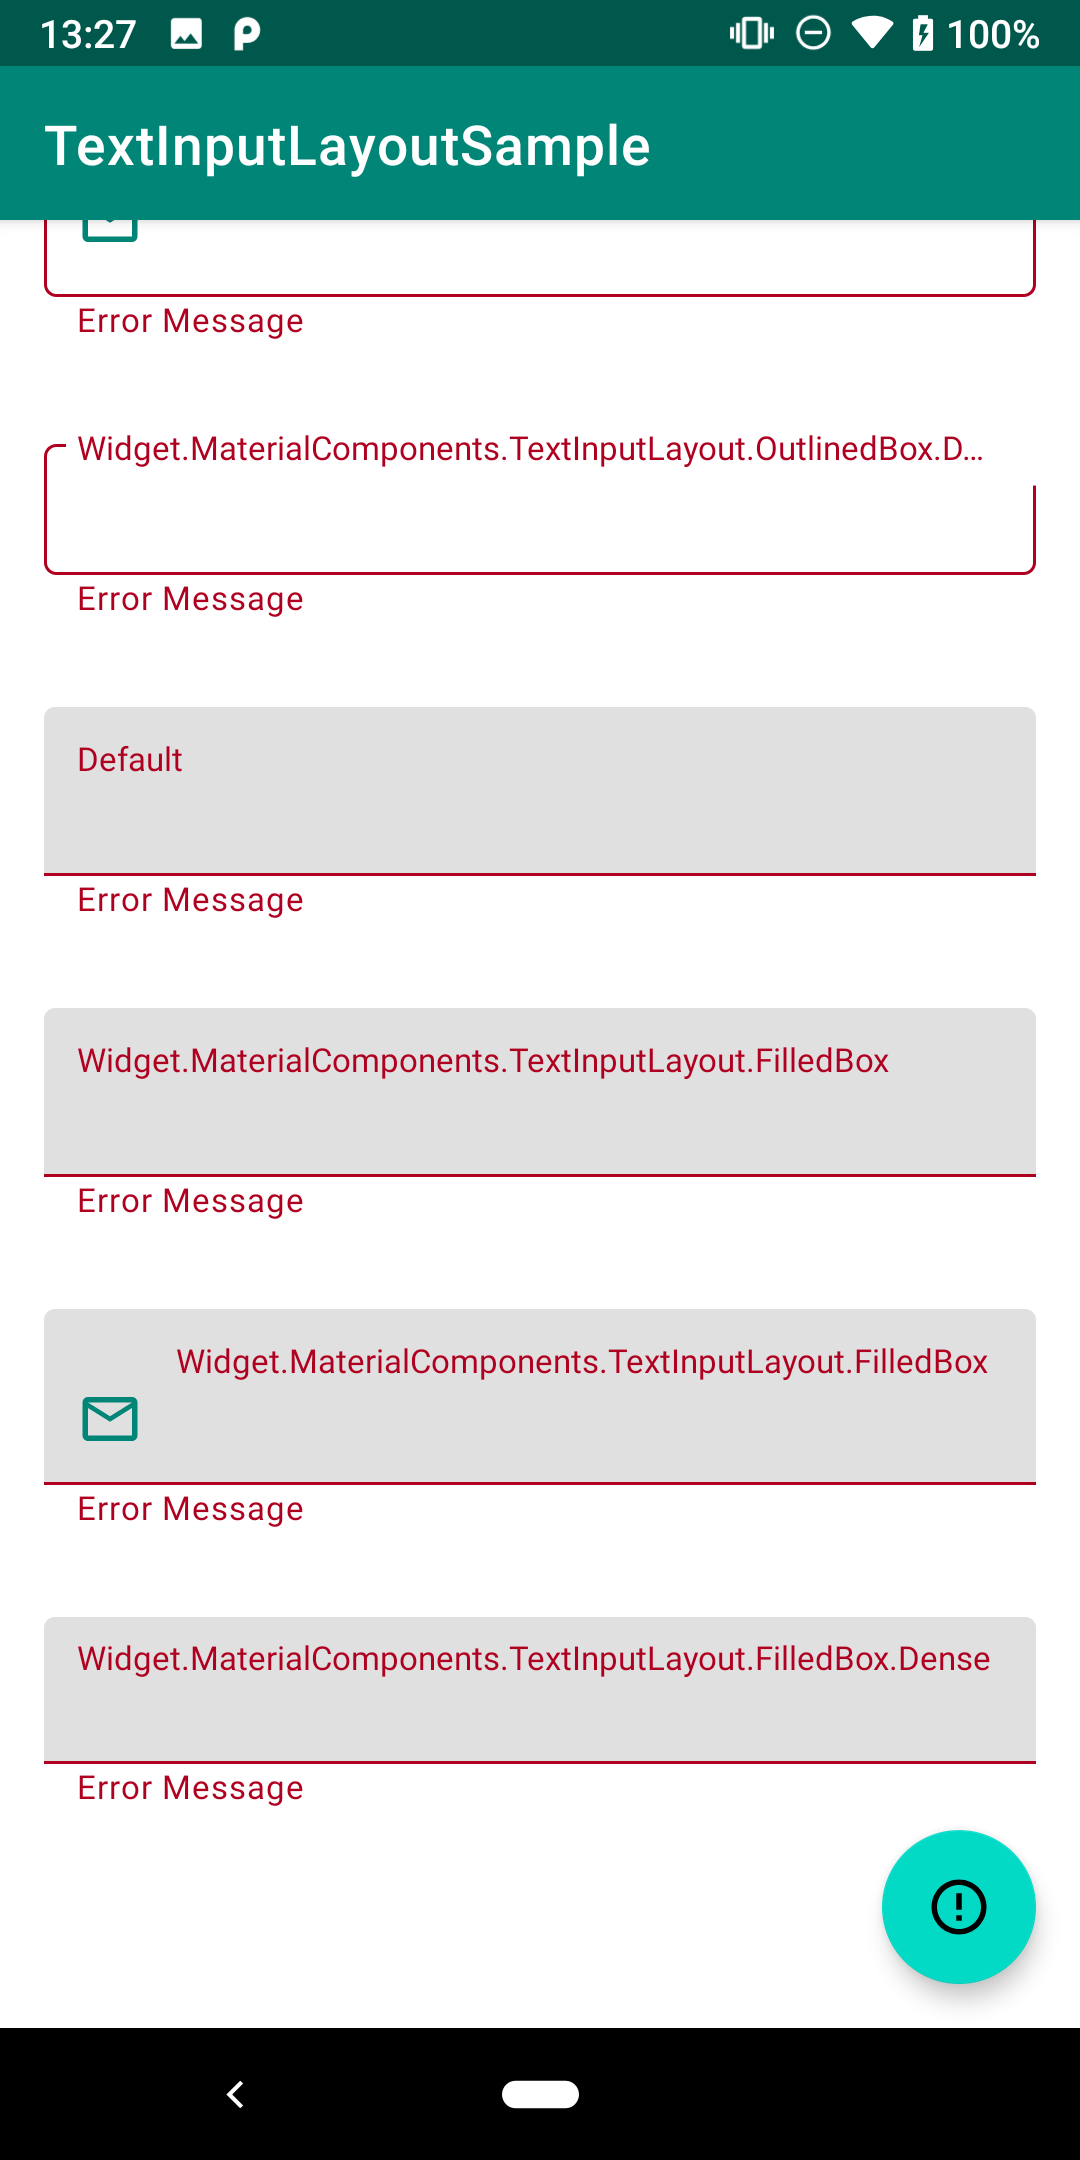 13:27 100%
TextInputLayoutSample
Error Message
Widget.MaterialComponents.TextInputLayout.OutlinedBox.D...
Error Message
Default
Error Message
Widget.MaterialComponents.TextInputLayout.FilledBox
Error Message
Widget.MaterialComponents.TextInputLayout.FilledBox
Error Message
Widget.MaterialComponents.TextInputLayout.FilledBox.Dense
Error Message